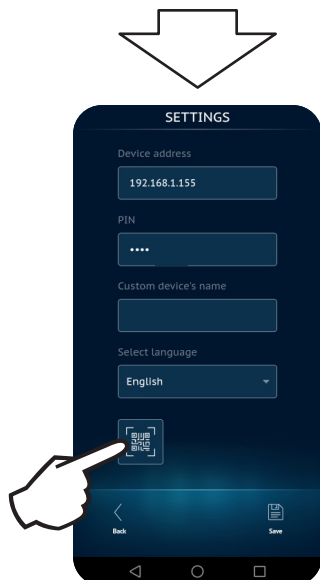 SETTINGS
Device address
192.168.1.155
PIN
••••
Custom device's name
Select language
English
Back
Save